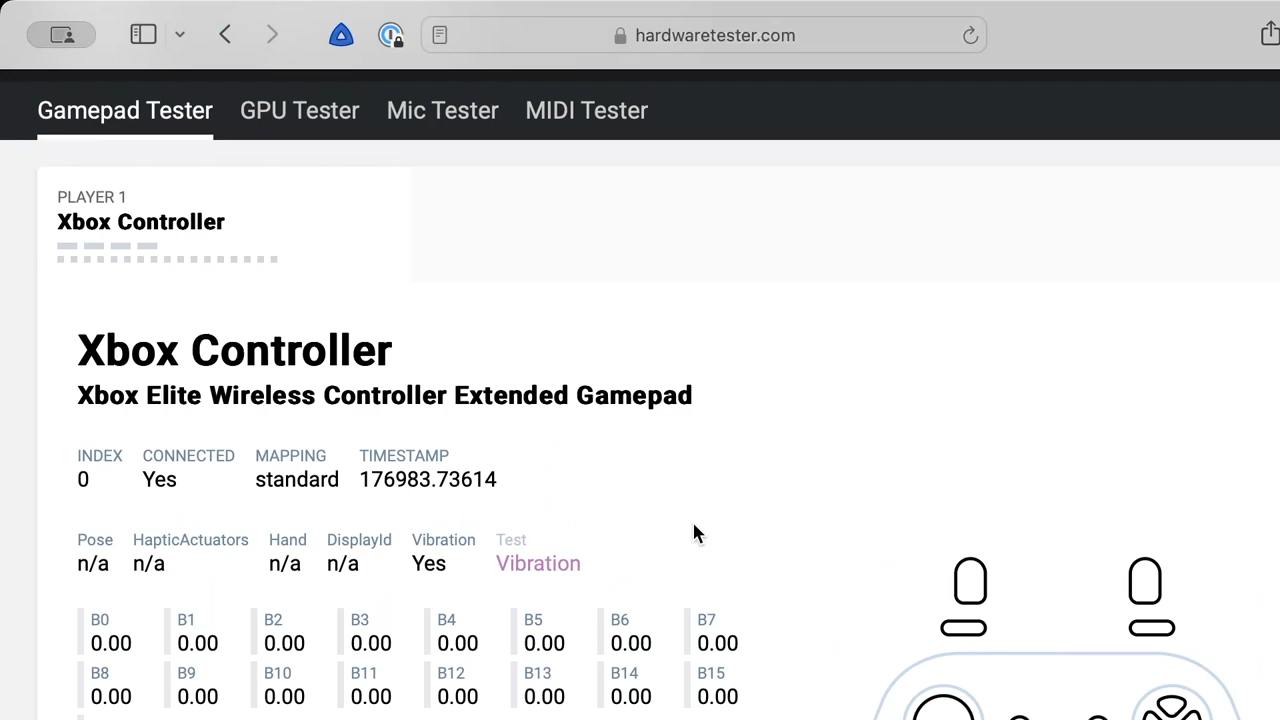 hardwaretester.com
Gamepad Tester GPU Tester Mic Tester MIDI Tester
PLAYER 1
Xbox Controller
Xbox Controller
Xbox Elite Wireless Controller Extended Gamepad
INDEX CONNECTED MAPPING TIMESTAMP
0 Yes standard 176983.73614
Pose HapticActuators Hand DisplayId Vibration Test
n/a n/a n/a n/a Yes Vibration
B0 B1 B2 B3 B4 B5 B6 B7
0.00 0.00 0.00 0.00 0.00 0.00 0.00 0.00
B8 B9 B10 B11 B12 B13 B14 B15
0.00 0.00 0.00 0.00 0.00 0.00 0.00 0.00